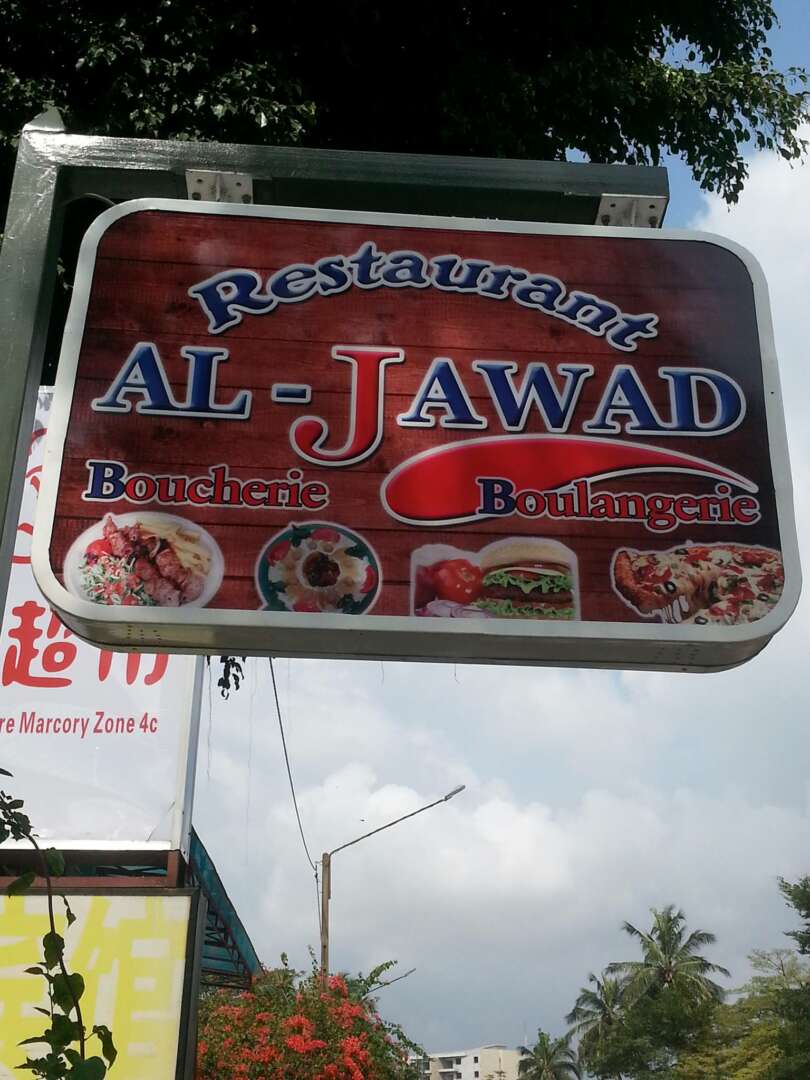 Restaurant
AL-JAWAD
Boucherie
Boulangerie
超市
re Marcory Zone 4c